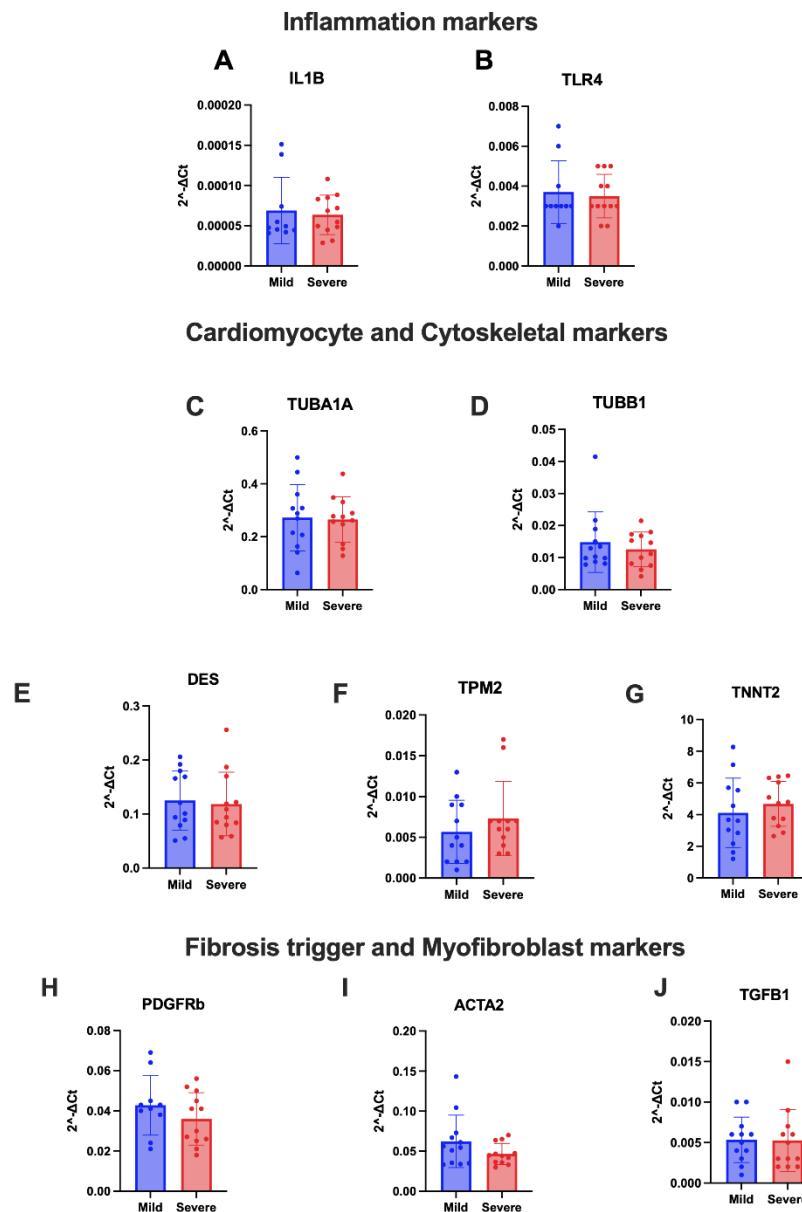 Inflammation markers
A
B
IL1B
TLR4
2^-ΔCt
0.00020
0.00015
0.00010
0.00005
0.00000
Mild
Severe
2^-ΔCt
0.008
0.006
0.004
0.002
0.000
Mild
Severe
Cardiomyocyte and Cytoskeletal markers
C
D
TUBA1A
TUBB1
2^-ΔCt
0.6
0.4
0.2
0.0
Mild
Severe
2^-ΔCt
0.05
0.04
0.03
0.02
0.01
0.00
Mild
Severe
E
F
G
DES
TPM2
TNNT2
2^-ΔCt
0.3
0.2
0.1
0.0
Mild
Severe
2^-ΔCt
0.020
0.015
0.010
0.005
0.000
Mild
Severe
2^-ΔCt
10
8
6
4
2
0
Mild
Severe
Fibrosis trigger and Myofibroblast markers
H
I
J
PDGFRb
ACTA2
TGFB1
2^-ΔCt
0.08
0.06
0.04
0.02
0.00
Mild
Severe
2^-ΔCt
0.20
0.15
0.10
0.05
0.00
Mild
Severe
2^-ΔCt
0.020
0.015
0.010
0.005
0.000
Mild
Severe